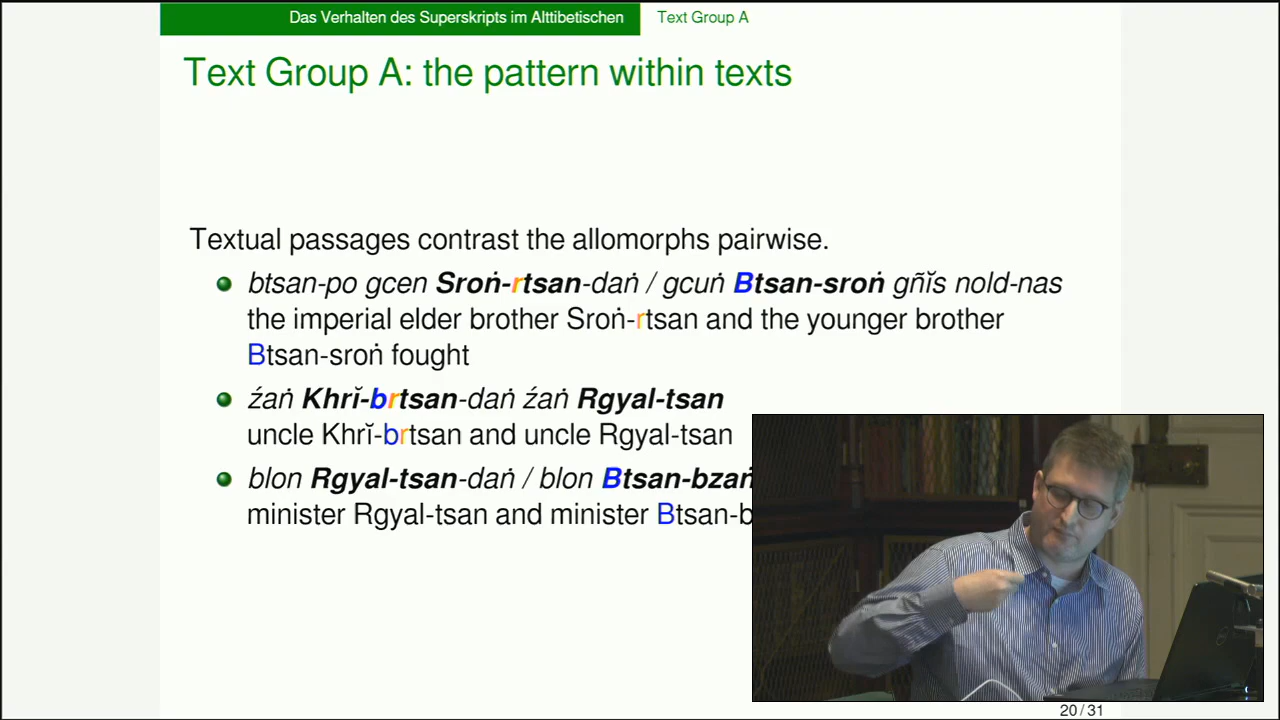 Das Verhalten des Superskripts im Alttibetischen
Text Group A
Text Group A: the pattern within texts
Textual passages contrast the allomorphs pairwise.
btsan-po gcen Sroṅ-rtsan-daṅ / gcuṅ Btsan-sroṅ gñı̆s nold-nas
the imperial elder brother Sroṅ-rtsan and the younger brother
Btsan-sroṅ fought
źaṅ Khrı̆-brtsan-daṅ źaṅ Rgyal-tsan
uncle Khrı̆-brtsan and uncle Rgyal-tsan
blon Rgyal-tsan-daṅ / blon Btsan-bzaṅ
minister Rgyal-tsan and minister Btsan-b
20 / 31